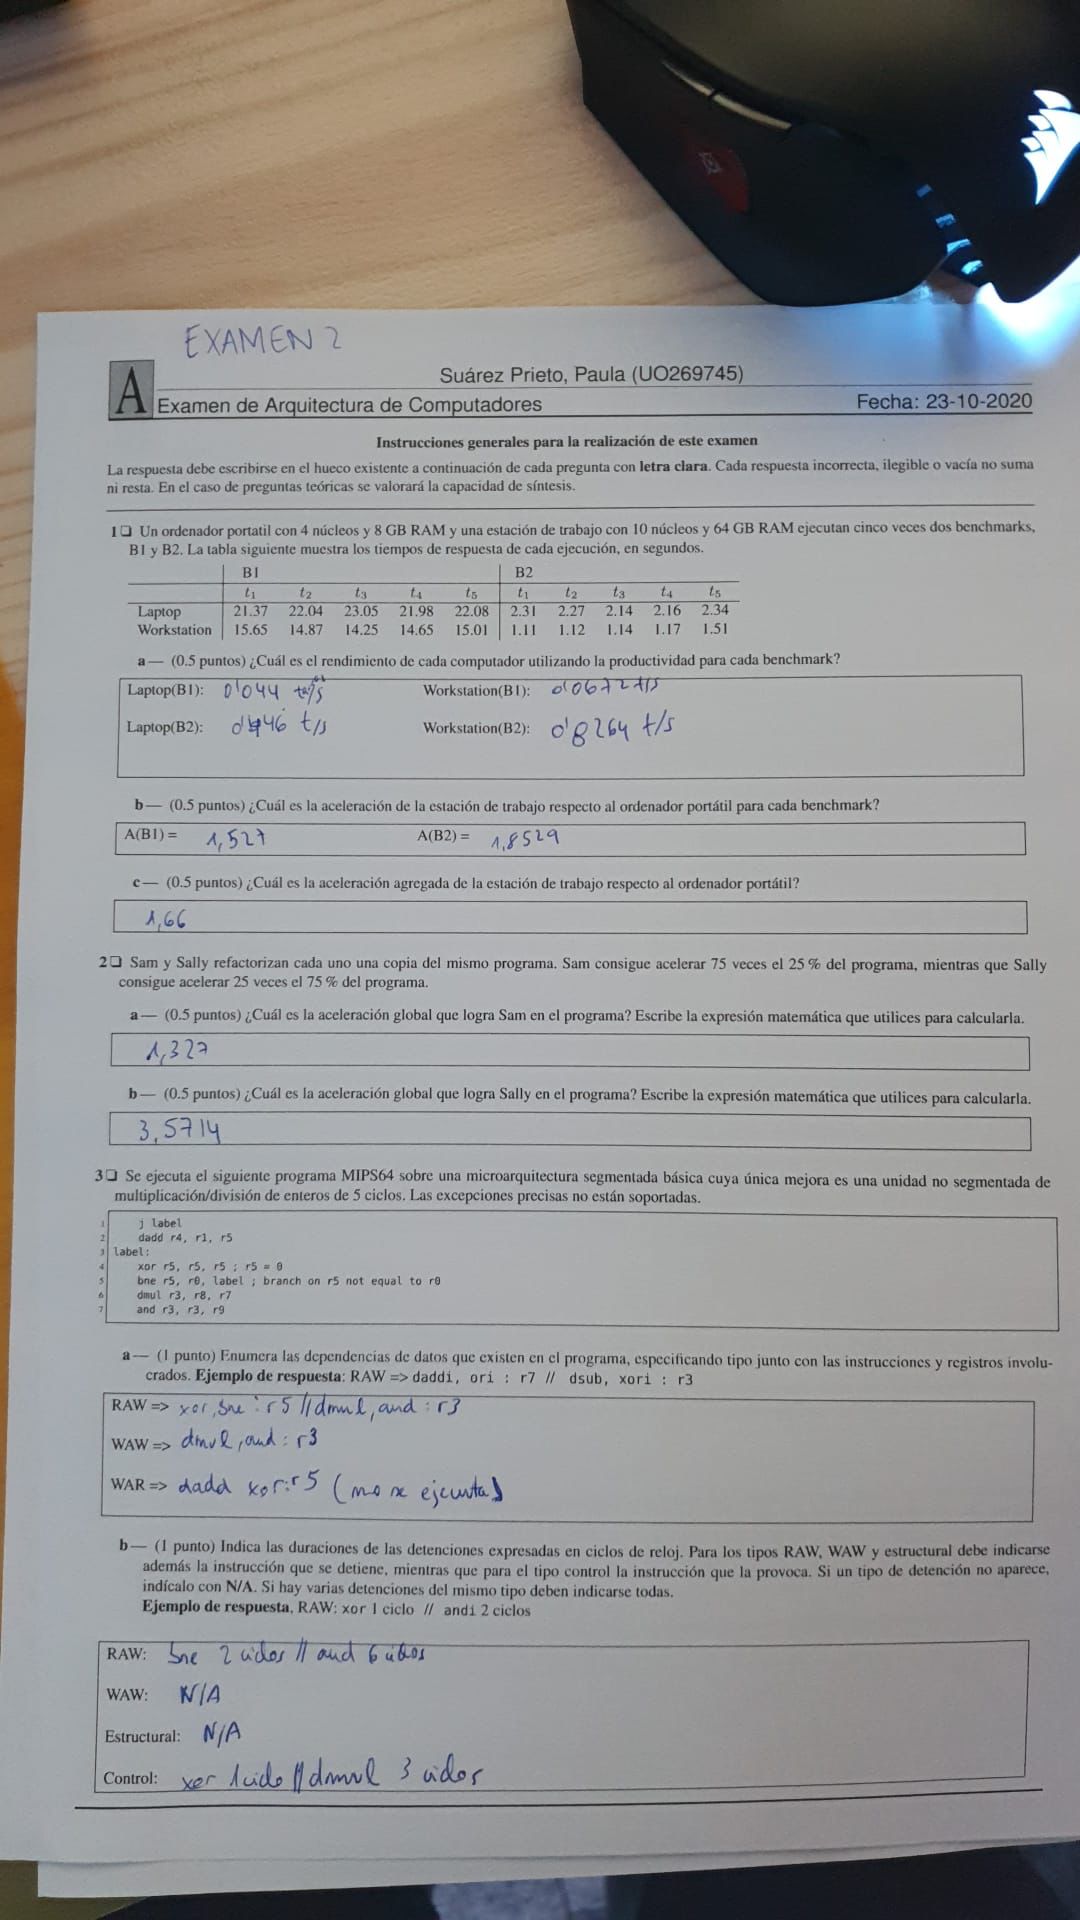 EXAMEN 2
A
Suárez Prieto, Paula (UO269745)
Examen de Arquitectura de Computadores Fecha: 23-10-2020
Instrucciones generales para la realización de este examen
La respuesta debe escribirse en el hueco existente a continuación de cada pregunta con letra clara. Cada respuesta incorrecta, ilegible o vacía no suma
ni resta. En el caso de preguntas teóricas se valorará la capacidad de síntesis.
1❑ Un ordenador portatil con 4 núcleos y 8 GB RAM y una estación de trabajo con 10 núcleos y 64 GB RAM ejecutan cinco veces dos benchmarks,
B1 y B2. La tabla siguiente muestra los tiempos de respuesta de cada ejecución, en segundos.
B1 B2
t1 t2 t3 t4 t5 t1 t2 t3 t4 t5
Laptop 21.37 22.04 23.05 21.98 22.08 2.31 2.27 2.14 2.16 2.34
Workstation 15.65 14.87 14.25 14.65 15.01 1.11 1.12 1.14 1.17 1.51
a— (0.5 puntos) ¿Cuál es el rendimiento de cada computador utilizando la productividad para cada benchmark?
Laptop(B1): 0'044 Workstation(B1): 0'0672 t/s
Laptop(B2): 0'446 t/s Workstation(B2): 0'8264 t/s
b— (0.5 puntos) ¿Cuál es la aceleración de la estación de trabajo respecto al ordenador portátil para cada benchmark?
A(B1) = 1,527 A(B2) = 1,8529
c— (0.5 puntos) ¿Cuál es la aceleración agregada de la estación de trabajo respecto al ordenador portátil?
1,66
2❑ Sam y Sally refactorizan cada uno una copia del mismo programa. Sam consigue acelerar 75 veces el 25 % del programa, mientras que Sally
consigue acelerar 25 veces el 75 % del programa.
a— (0.5 puntos) ¿Cuál es la aceleración global que logra Sam en el programa? Escribe la expresión matemática que utilices para calcularla.
1,327
b— (0.5 puntos) ¿Cuál es la aceleración global que logra Sally en el programa? Escribe la expresión matemática que utilices para calcularla.
3,5714
3❑ Se ejecuta el siguiente programa MIPS64 sobre una microarquitectura segmentada básica cuya única mejora es una unidad no segmentada de
multiplicación/división de enteros de 5 ciclos. Las excepciones precisas no están soportadas.
1 j label
2 dadd r4, r1, r5
3 label:
4 xor r5, r5, r5 ; r5 = 0
5 bne r5, r0, label ; branch on r5 not equal to r0
6 dmul r3, r8, r7
7 and r3, r3, r9
a— (1 punto) Enumera las dependencias de datos que existen en el programa, especificando tipo junto con las instrucciones y registros involu-
crados. Ejemplo de respuesta: RAW => daddi, ori : r7 // dsub, xori : r3
RAW => xor, bne : r5 // dmul, and : r3
WAW => dmul, and : r3
WAR => dadd xor : r5 (no se ejecuta)
b— (1 punto) Indica las duraciones de las detenciones expresadas en ciclos de reloj. Para los tipos RAW, WAW y estructural debe indicarse
además la instrucción que se detiene, mientras que para el tipo control la instrucción que la provoca. Si un tipo de detención no aparece,
indícalo con N/A. Si hay varias detenciones del mismo tipo deben indicarse todas.
Ejemplo de respuesta, RAW: xor 1 ciclo // andi 2 ciclos
RAW: bne 2 ciclos // and 6 ciclos
WAW: N/A
Estructural: N/A
Control: xor 1 ciclo // dmul 3 ciclos